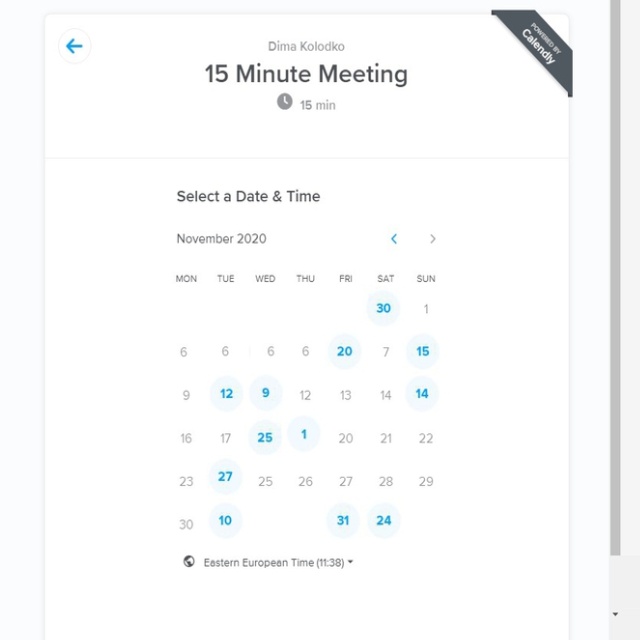 Dima Kolodko
POWERED BY
Calendly
15 Minute Meeting
15 min
Select a Date & Time
November 2020
MON TUE WED THU FRI SAT SUN
30 1
6 6 6 6 20 7 15
9 12 9 12 13 14 14
16 17 25 1 20 21 22
23 27 25 26 27 28 29
30 10 31 24
Eastern European Time (11:38)